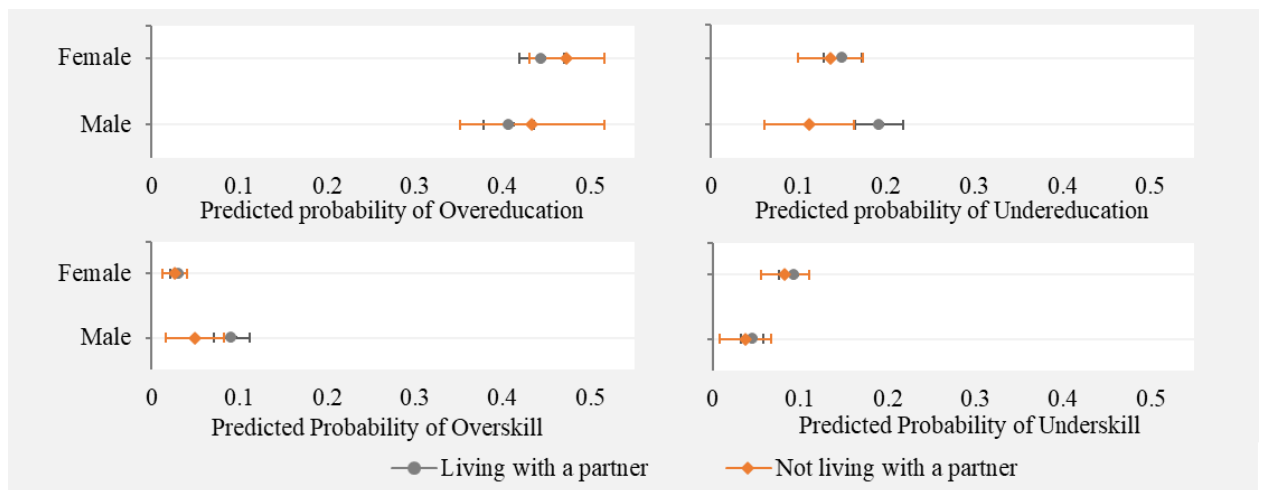 Female
Male
0 0.1 0.2 0.3 0.4 0.5
Predicted probability of Overeducation
0 0.1 0.2 0.3 0.4 0.5
Predicted probability of Undereducation
Female
Male
0 0.1 0.2 0.3 0.4 0.5
Predicted Probability of Overskill
0 0.1 0.2 0.3 0.4 0.5
Predicted Probability of Underskill
Living with a partner
Not living with a partner